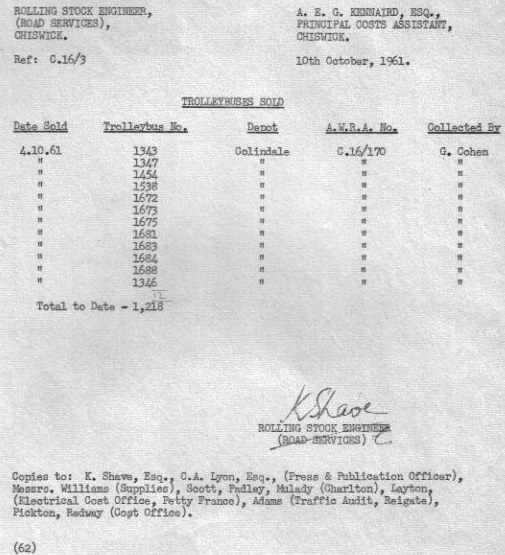 ROLLING STOCK ENGINEER, A. E. G. KENNAIRD, ESQ.,
(ROAD SERVICES), PRINCIPAL COSTS ASSISTANT,
CHISWICK. CHISWICK.
Ref: C.16/3 10th October, 1961.
TROLLEYBUSES SOLD
Date Sold Trolleybus No. Depot A.W.R.A. No. Collected By
4.10.61 1343 Colindale C.16/170 G. Cohen
" 1347 " " "
" 1454 " " "
" 1538 " " "
" 1672 " " "
" 1673 " " "
" 1675 " " "
" 1681 " " "
" 1683 " " "
" 1684 " " "
" 1688 " " "
" 1346 " " "
12
Total to Date - 1,218
K Shave
ROLLING STOCK ENGINEER
(ROAD SERVICES)
Copies to: K. Shave, Esq., C.A. Lyon, Esq., (Press & Publication Officer),
Messrs. Williams (Supplies), Scott, Padley, Mulady (Charlton), Layton,
(Electrical Cost Office, Petty France), Adams (Traffic Audit, Reigate),
Pickton, Redway (Cost Office).
(62)